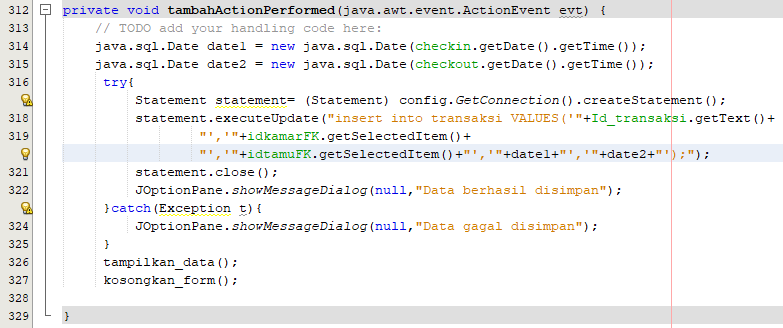 312 private void tambahActionPerformed(java.awt.event.ActionEvent evt) {
313 // TODO add your handling code here:
314 java.sql.Date date1 = new java.sql.Date(checkin.getDate().getTime());
315 java.sql.Date date2 = new java.sql.Date(checkout.getDate().getTime());
316 try{
Statement statement= (Statement) config.GetConnection().createStatement();
318 statement.executeUpdate("insert into transaksi VALUES('"+Id_transaksi.getText()+
319 "','"+idkamarFK.getSelectedItem()+
"','"+idtamuFK.getSelectedItem()+"','"+date1+"','"+date2+"');");
321 statement.close();
322 JOptionPane.showMessageDialog(null,"Data berhasil disimpan");
}catch(Exception t){
324 JOptionPane.showMessageDialog(null,"Data gagal disimpan");
325 }
326 tampilkan_data();
327 kosongkan_form();
328
329 }